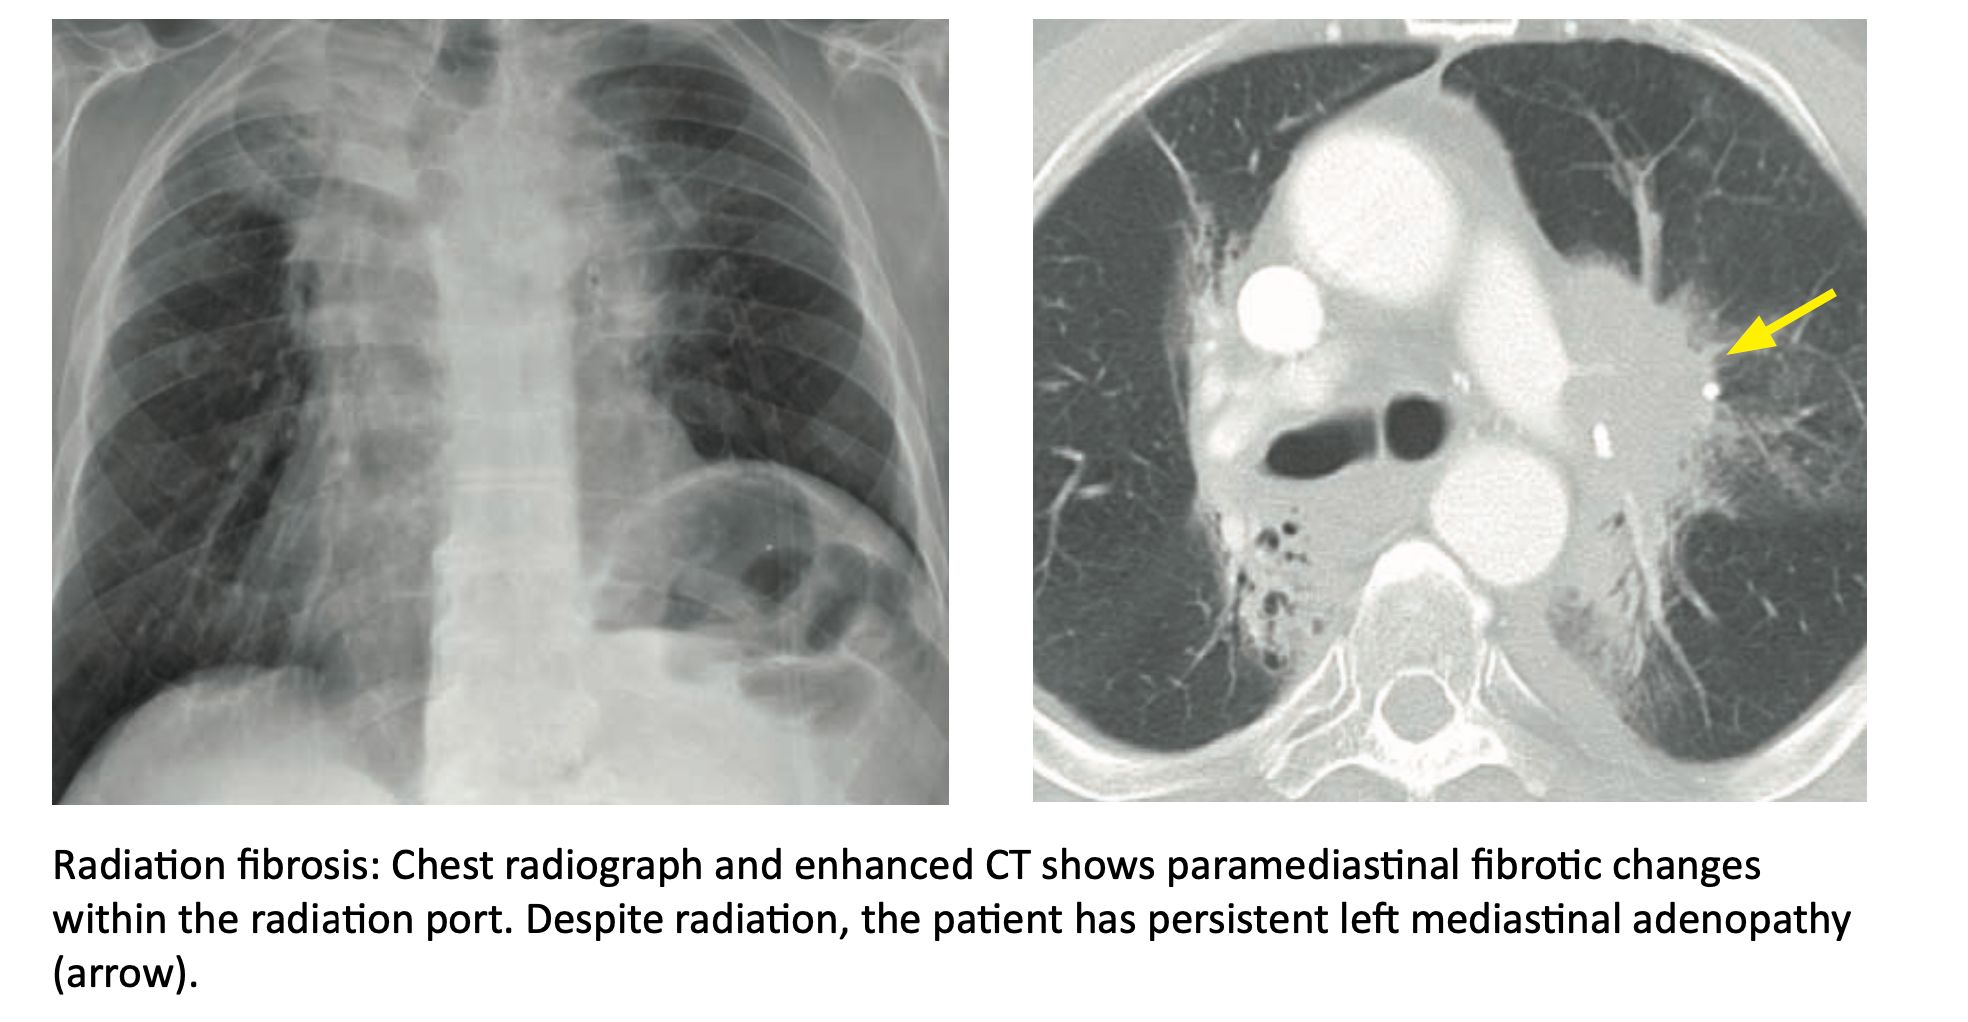 Radiation fibrosis: Chest radiograph and enhanced CT shows paramediastinal fibrotic changes
within the radiation port. Despite radiation, the patient has persistent left mediastinal adenopathy
(arrow).